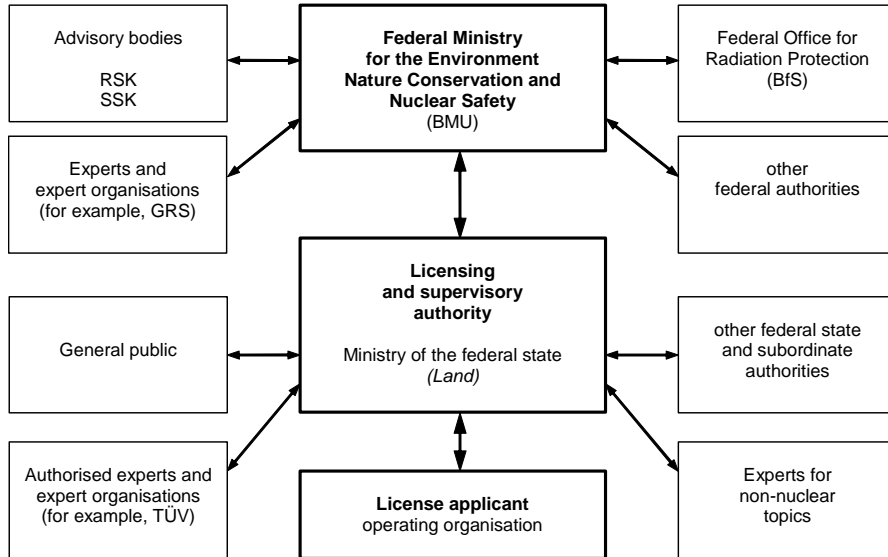 Advisory bodies
RSK
SSK
Federal Ministry
for the Environment
Nature Conservation and
Nuclear Safety
(BMU)
Federal Office for
Radiation Protection
(BfS)
Experts and
expert organisations
(for example, GRS)
other
federal authorities
Licensing
and supervisory
authority
Ministry of the federal state
(Land)
General public
other federal state
and subordinate
authorities
Authorised experts and
expert organisations
(for example, TÜV)
License applicant
operating organisation
Experts for
non-nuclear
topics